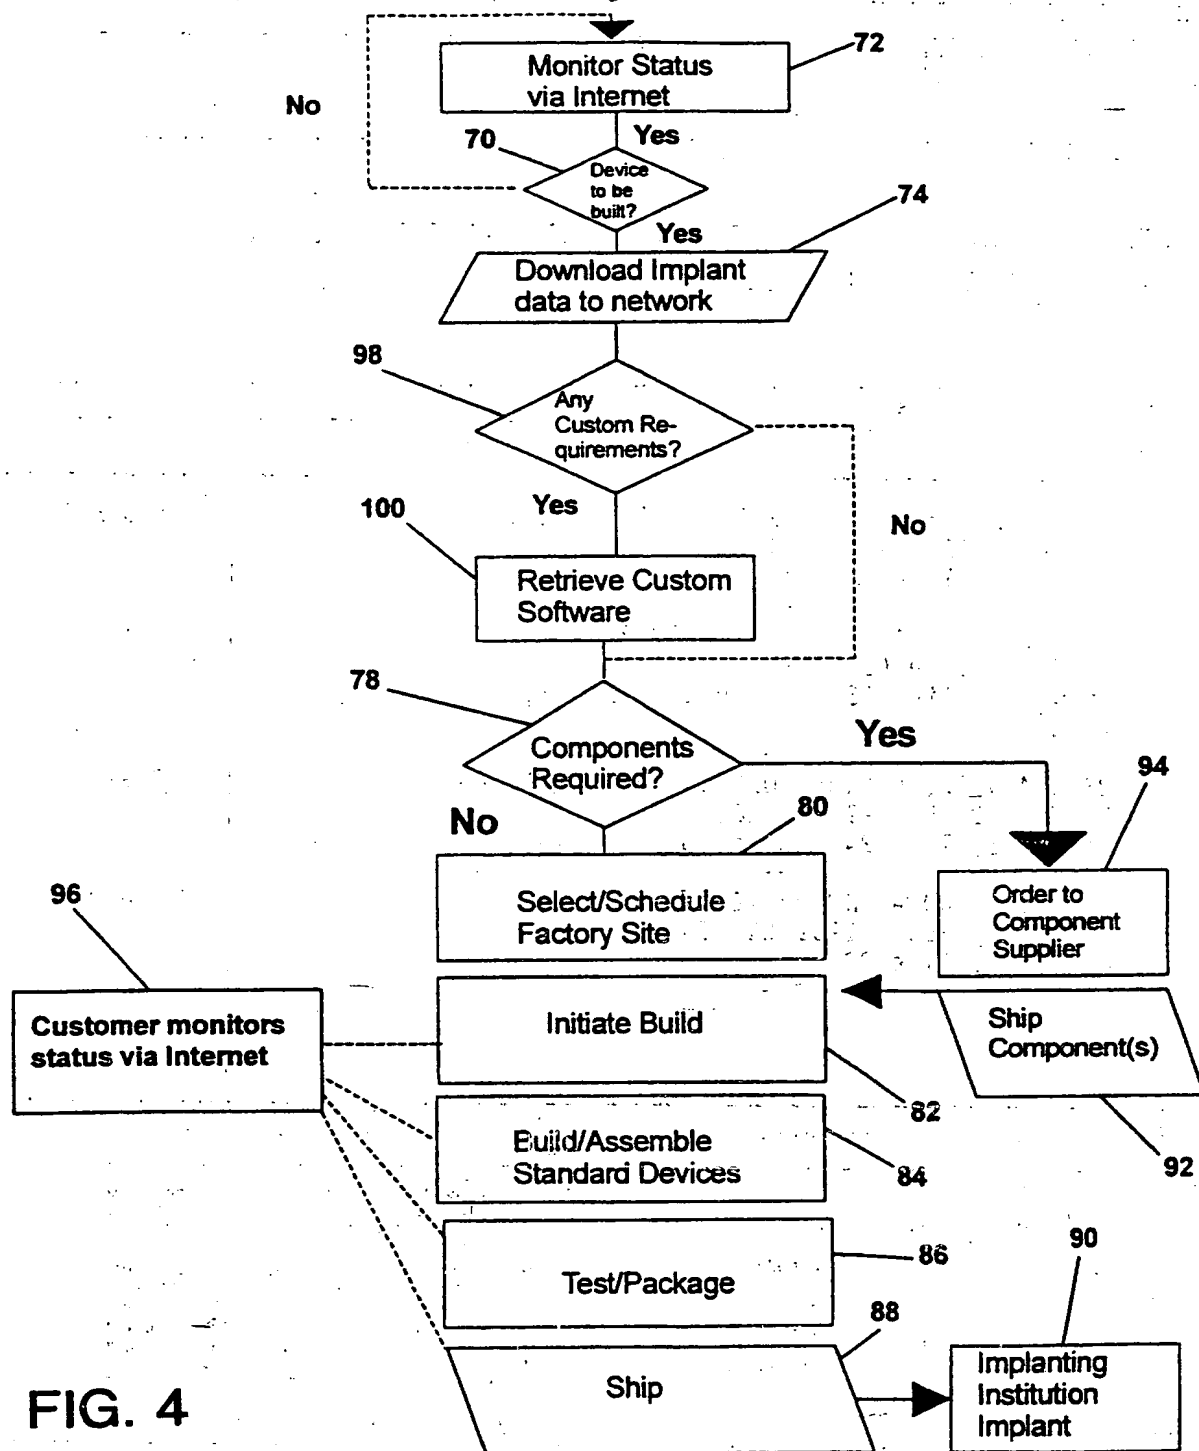 72
Monitor Status
via Internet
No
Yes
70
Device
to be
built?
74
Yes
Download Implant
data to network
98
Any
Custom Re-
quirements?
Yes
100
No
Retrieve Custom
Software
78
Components
Required?
Yes
94
No
80
Select/Schedule
Factory Site
Order to
Component
Supplier
96
Customer monitors
status via Internet
Initiate Build
Ship
Component(s)
82
Build/Assemble
Standard Devices
84
92
Test/Package
86
90
88
Ship
Implanting
Institution
Implant
FIG. 4